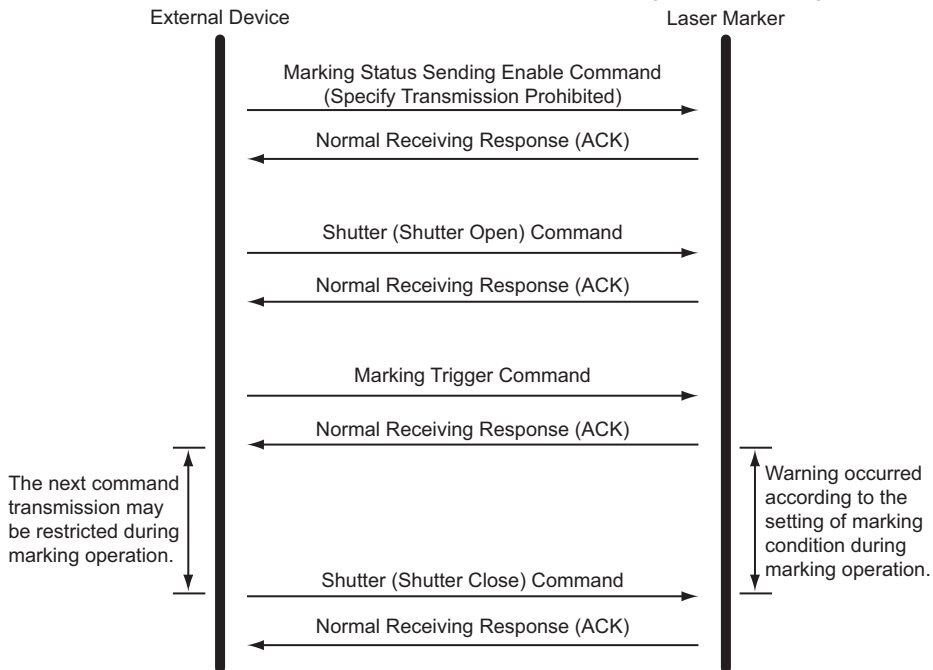 External Device
Laser Marker
Marking Status Sending Enable Command
(Specify Transmission Prohibited)
Normal Receiving Response (ACK)
Shutter (Shutter Open) Command
Normal Receiving Response (ACK)
Marking Trigger Command
Normal Receiving Response (ACK)
The next command
transmission may
be restricted during
marking operation.
Warning occurred
according to the
setting of marking
condition during
marking operation.
Shutter (Shutter Close) Command
Normal Receiving Response (ACK)